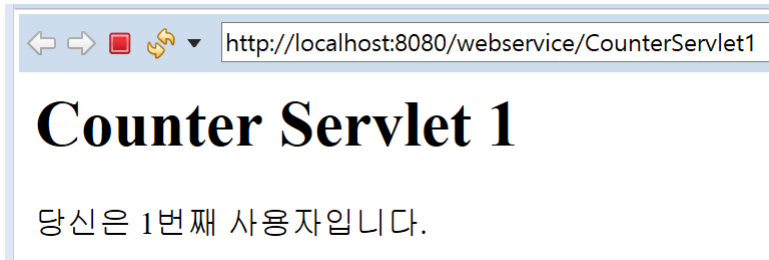 http://localhost:8080/webservice/CounterServlet1
Counter Servlet 1
당신은 1번째 사용자입니다.